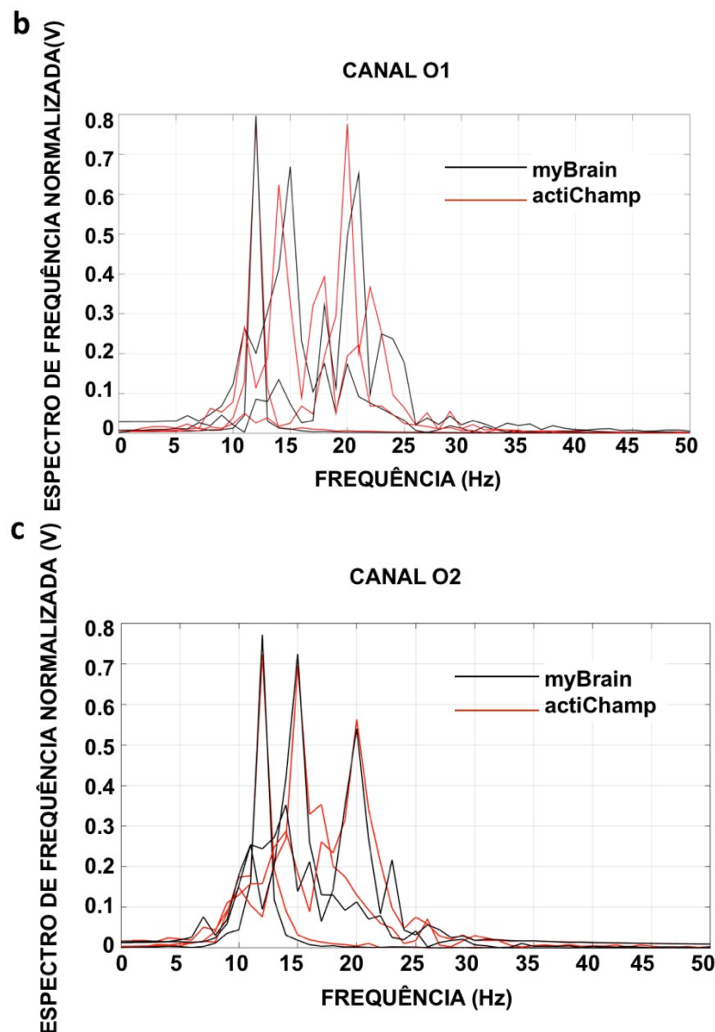 b
CANAL O1
ESPECTRO DE FREQUÊNCIA NORMALIZADA(V)
0.8
0.7
0.6
0.5
0.4
0.3
0.2
0.1
0
myBrain
actiChamp
0 5 10 15 20 25 30 35 40 45 50
FREQUÊNCIA (Hz)
c
CANAL O2
ESPECTRO DE FREQUÊNCIA NORMALIZADA (V)
0.8
0.7
0.6
0.5
0.4
0.3
0.2
0.1
0
myBrain
actiChamp
0 5 10 15 20 25 30 35 40 45 50
FREQUÊNCIA (Hz)